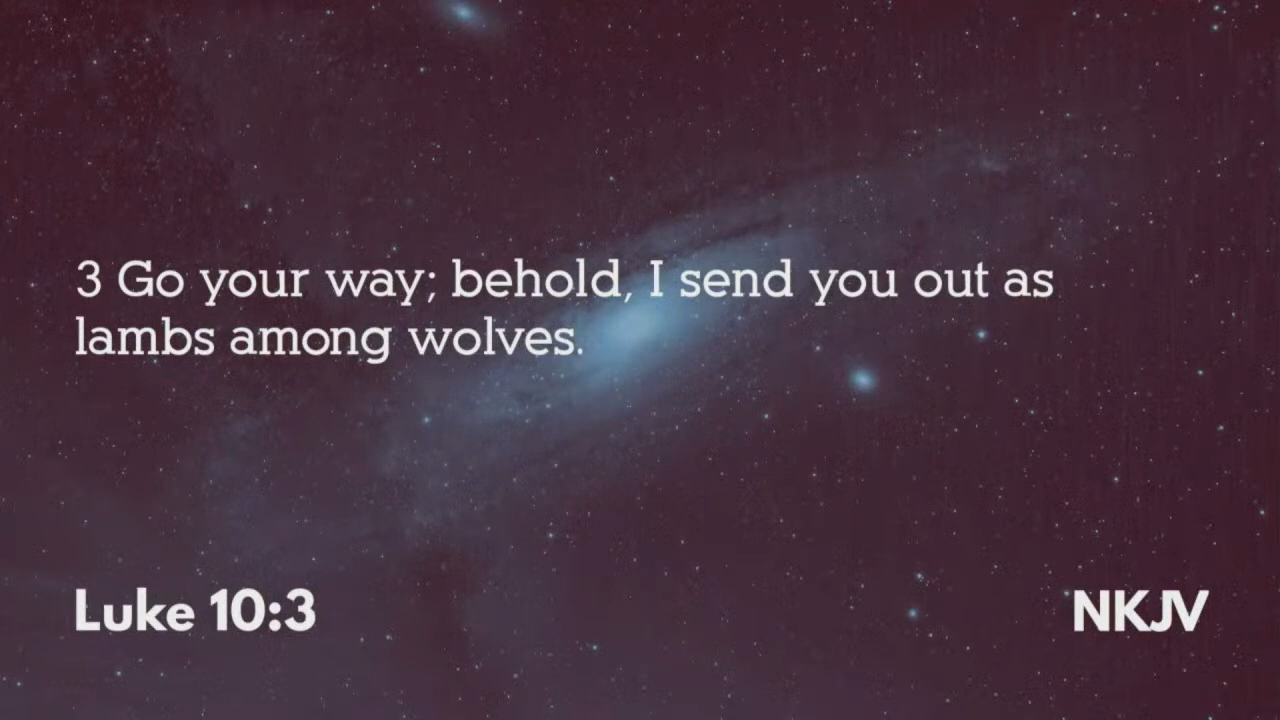 3 Go your way; behold, I send you out as
lambs among wolves.
Luke 10:3
NKJV